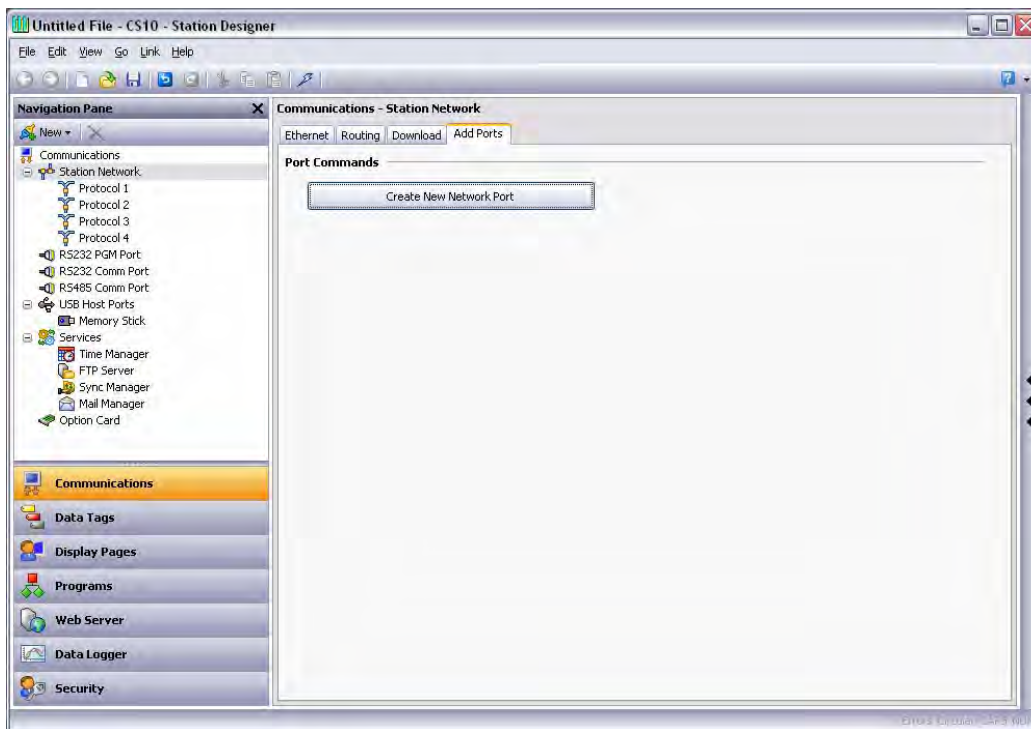 Untitled File - CS10 - Station Designer
File Edit View Go Link Help
Navigation Pane
New
Communications
Station Network
Protocol 1
Protocol 2
Protocol 3
Protocol 4
RS232 PGM Port
RS232 Comm Port
RS485 Comm Port
USB Host Ports
Memory Stick
Services
Time Manager
FTP Server
Sync Manager
Mail Manager
Option Card
Communications
Data Tags
Display Pages
Programs
Web Server
Data Logger
Security
Communications - Station Network
Ethernet Routing Download Add Ports
Port Commands
Create New Network Port